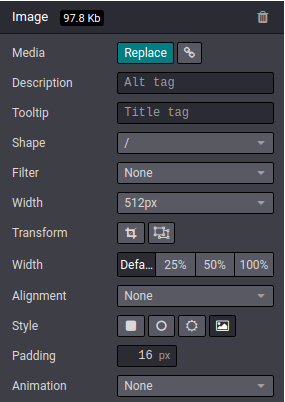 Image 97.8 Kb
Media Replace
Description Alt tag
Tooltip Title tag
Shape /
Filter None
Width 512px
Transform
Width Defa... 25% 50% 100%
Alignment None
Style
Padding 16 px
Animation None